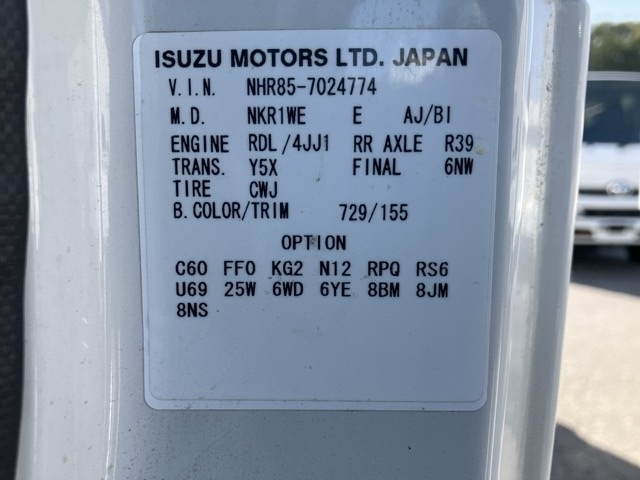 ISUZU MOTORS LTD. JAPAN
V.I.N. NHR85-7024774
M.D. NKR1WE E AJ/BI
ENGINE RDL/4JJ1 RR AXLE R39
TRANS. Y5X FINAL 6NW
TIRE CWJ
B.COLOR/TRIM 729/155
OPTION
C60 FF0 KG2 N12 RPQ RS6
U69 25W 6WD 6YE 8BM 8JM
8NS